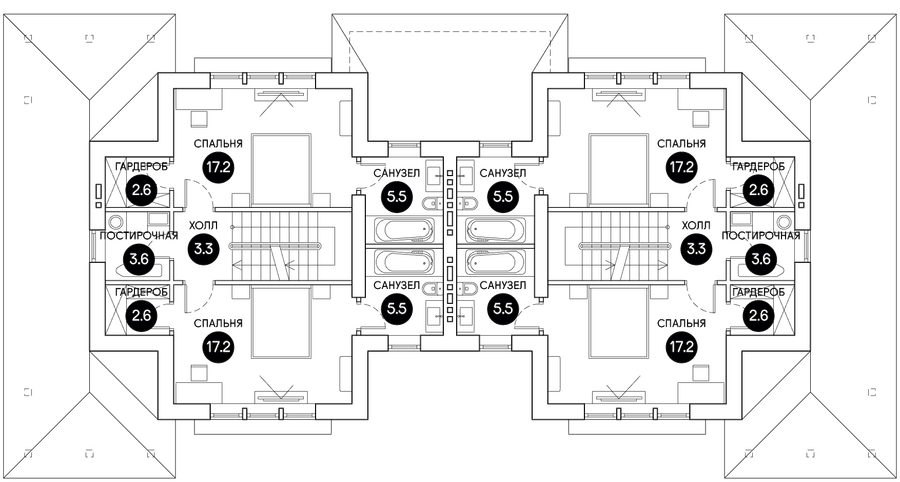 СПАЛЬНЯ
17.2
ГАРДЕРОБ
2.6
САНУЗЕЛ
5.5
ХОЛЛ
3.3
ПОСТИРОЧНАЯ
3.6
ГАРДЕРОБ
2.6
САНУЗЕЛ
5.5
СПАЛЬНЯ
17.2
СПАЛЬНЯ
17.2
САНУЗЕЛ
5.5
ГАРДЕРОБ
2.6
ХОЛЛ
3.3
ПОСТИРОЧНАЯ
3.6
САНУЗЕЛ
5.5
ГАРДЕРОБ
2.6
СПАЛЬНЯ
17.2